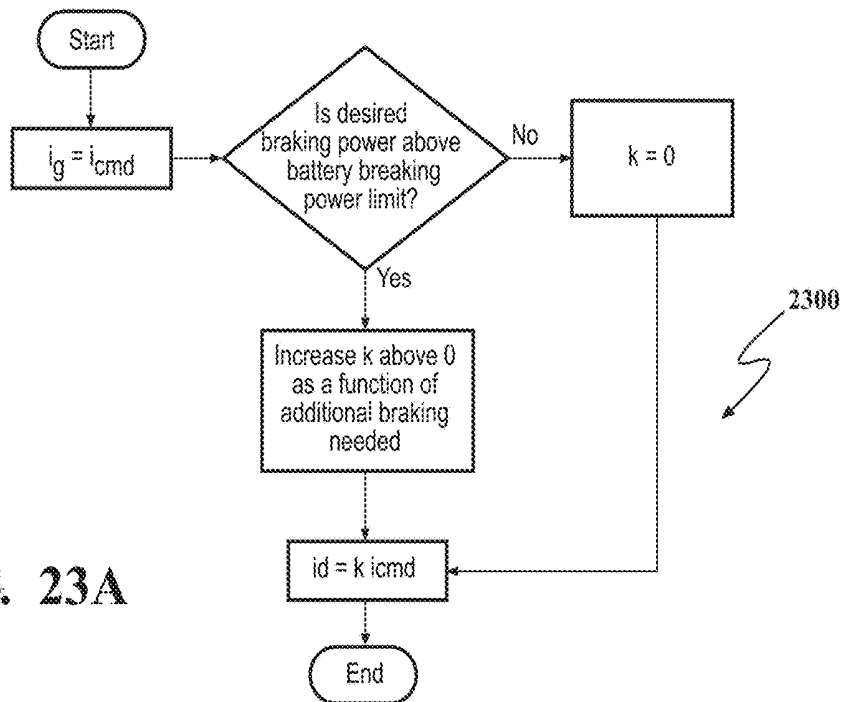 Start
i_g = i_cmd
Is desired
braking power above
battery breaking
power limit?
No
k = 0
Yes
2300
Increase k above 0
as a function of
additional braking
needed
id = k icmd
23A
End